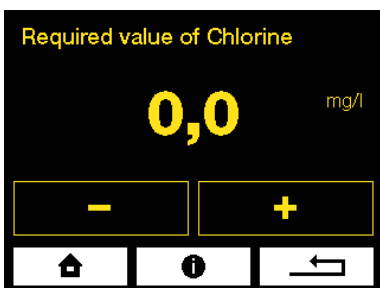 Required value of Chlorine
0,0 mg/l
− +